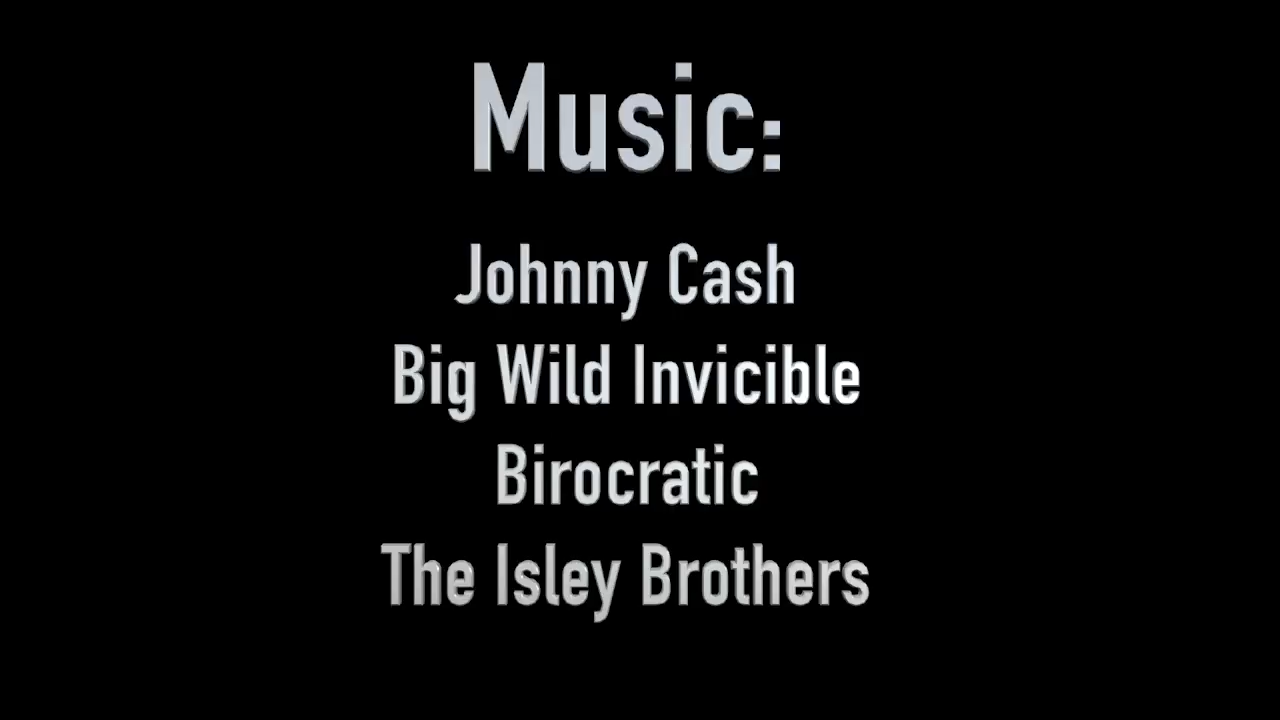 Music:
Johnny Cash
Big Wild Invicible
Birocratic
The Isley Brothers